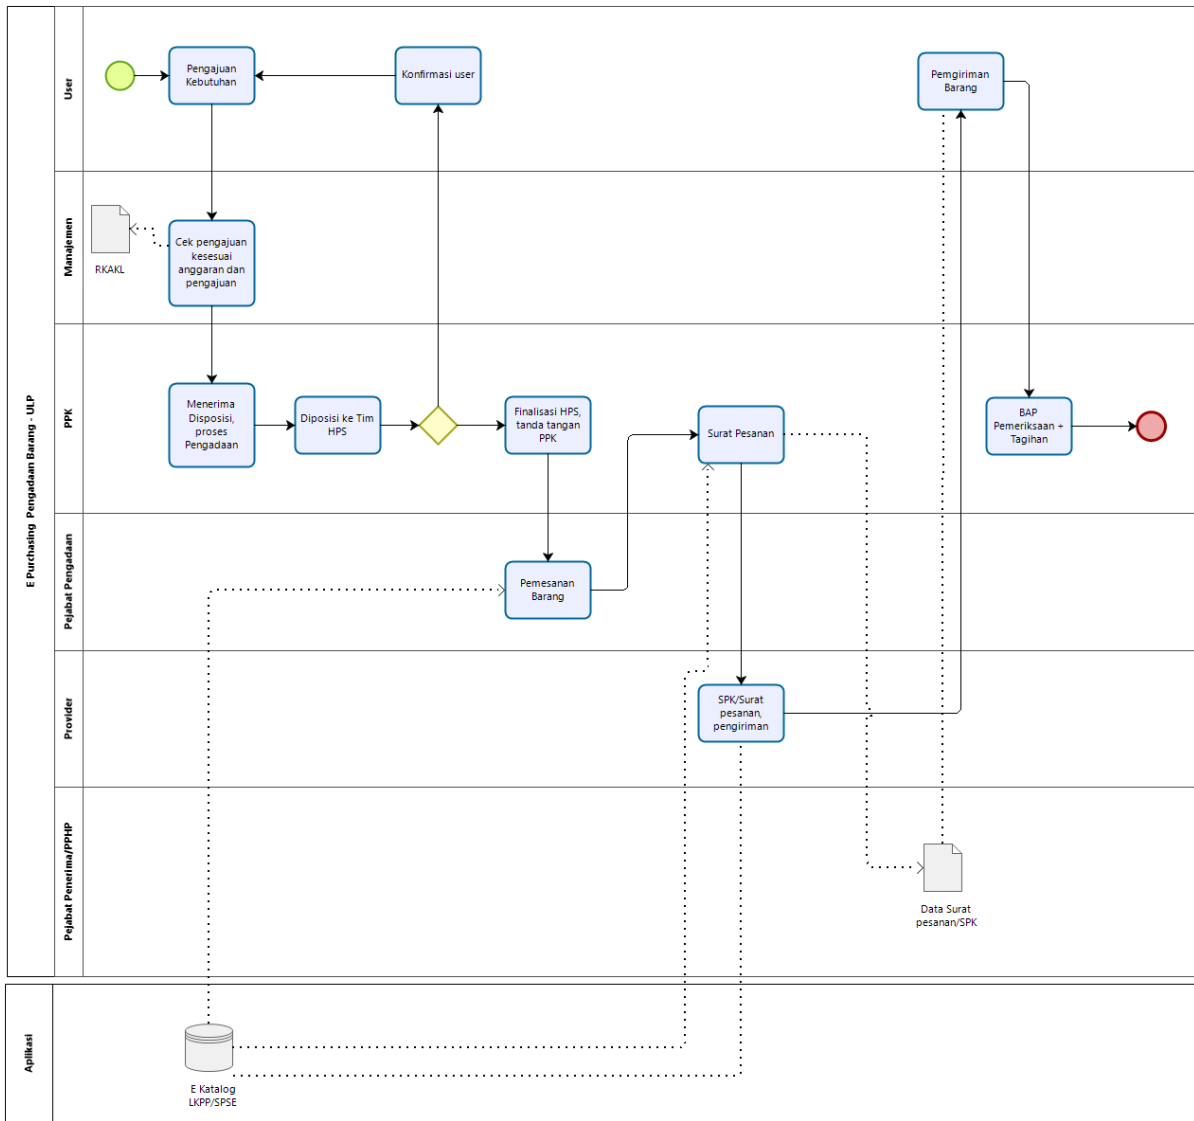 E Purchasing Pengadaan Barang - ULP
User
Pengajuan
Kebutuhan
Konfirmasi user
Pemgiriman
Barang
Manajemen
RKAKL
Cek pengajuan
kesesuai
anggaran dan
pengajuan
PPK
Menerima
Disposisi,
proses
Pengadaan
Diposisi ke Tim
HPS
Finalisasi HPS,
tanda tangan
PPK
Surat Pesanan
BAP
Pemeriksaan +
Tagihan
Pejabat Pengadaan
Pemesanan
Barang
Provider
SPK/Surat
pesanan,
pengiriman
Pejabat Penerima/PPHP
Data Surat
pesanan/SPK
Aplikasi
E Katalog
LKPP/SPSE